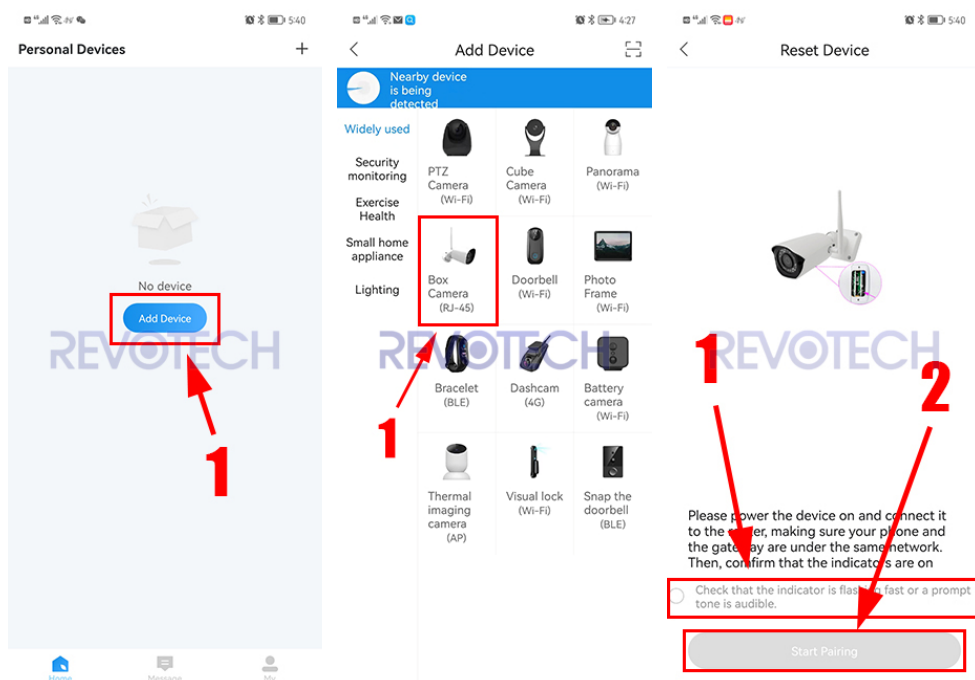 5:40
Personal Devices
+
No device
Add Device
REVOTECH
1
Home
Message
My
4:27
Add Device
Nearby device
is being
detected
Widely used
Security
monitoring
Exercise
Health
Small home
appliance
Lighting
PTZ
Camera
(Wi-Fi)
Cube
Camera
(Wi-Fi)
Panorama
(Wi-Fi)
Box
Camera
(RJ-45)
Doorbell
(Wi-Fi)
Photo
Frame
(Wi-Fi)
REVOTECH
1
Bracelet
(BLE)
Dashcam
(4G)
Battery
camera
(Wi-Fi)
Thermal
imaging
camera
(AP)
Visual lock
(Wi-Fi)
Snap the
doorbell
(BLE)
5:40
Reset Device
REVOTECH
1
2
Please power the device on and connect it
to the router, making sure your phone and
the gateway are under the same network.
Then, confirm that the indicators are on
Check that the indicator is flashing fast or a prompt
tone is audible.
Start Pairing